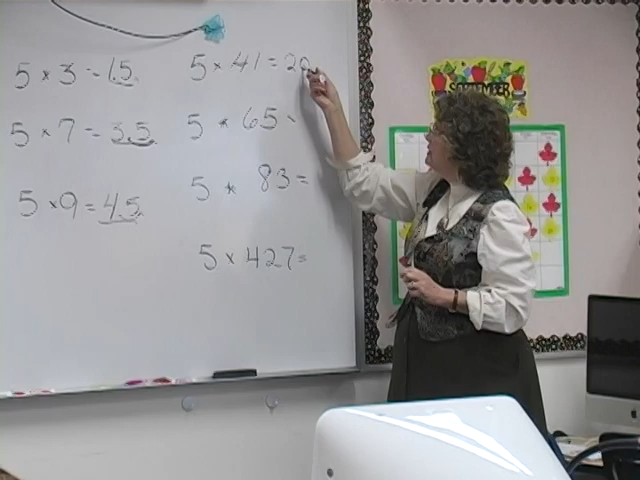 5 × 3 = 15
5 × 7 = 35
5 × 9 = 45
5 × 41 = 20
5 × 65
5 × 83 =
5 × 427 =
SEPTEMBER